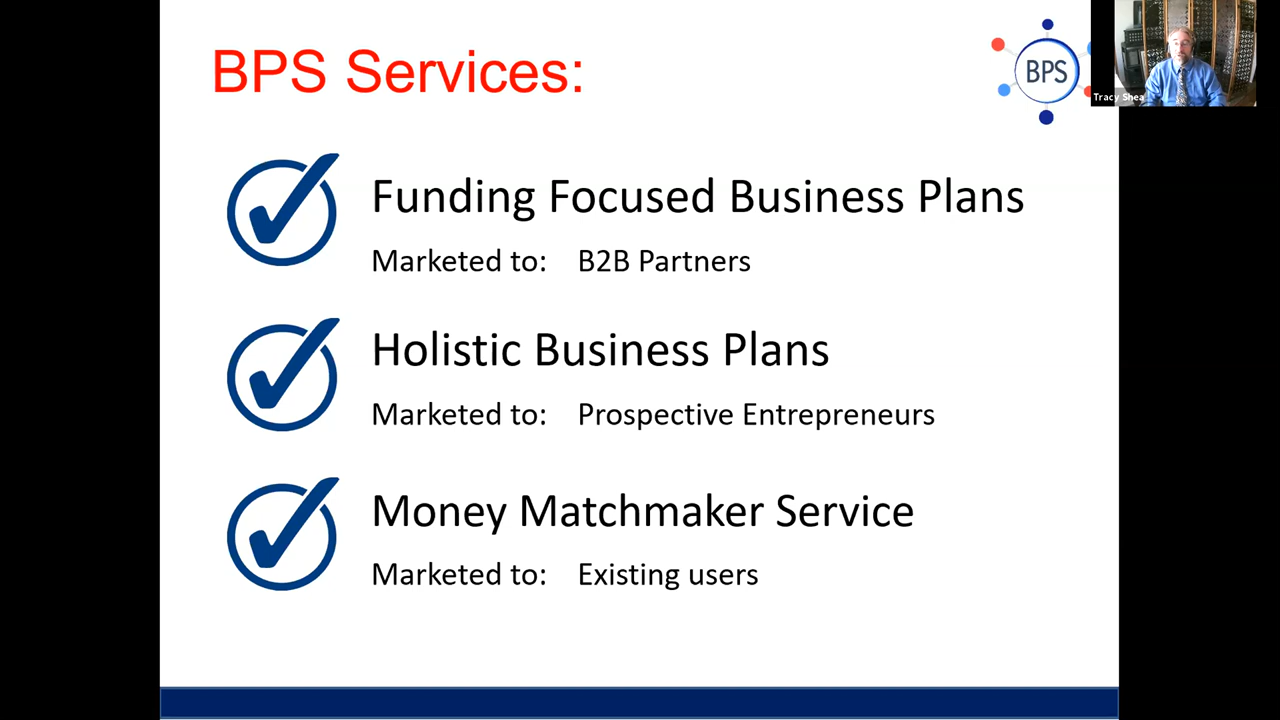 BPS Services:
BPS
Tracy Shea
Funding Focused Business Plans
Marketed to: B2B Partners
Holistic Business Plans
Marketed to: Prospective Entrepreneurs
Money Matchmaker Service
Marketed to: Existing users